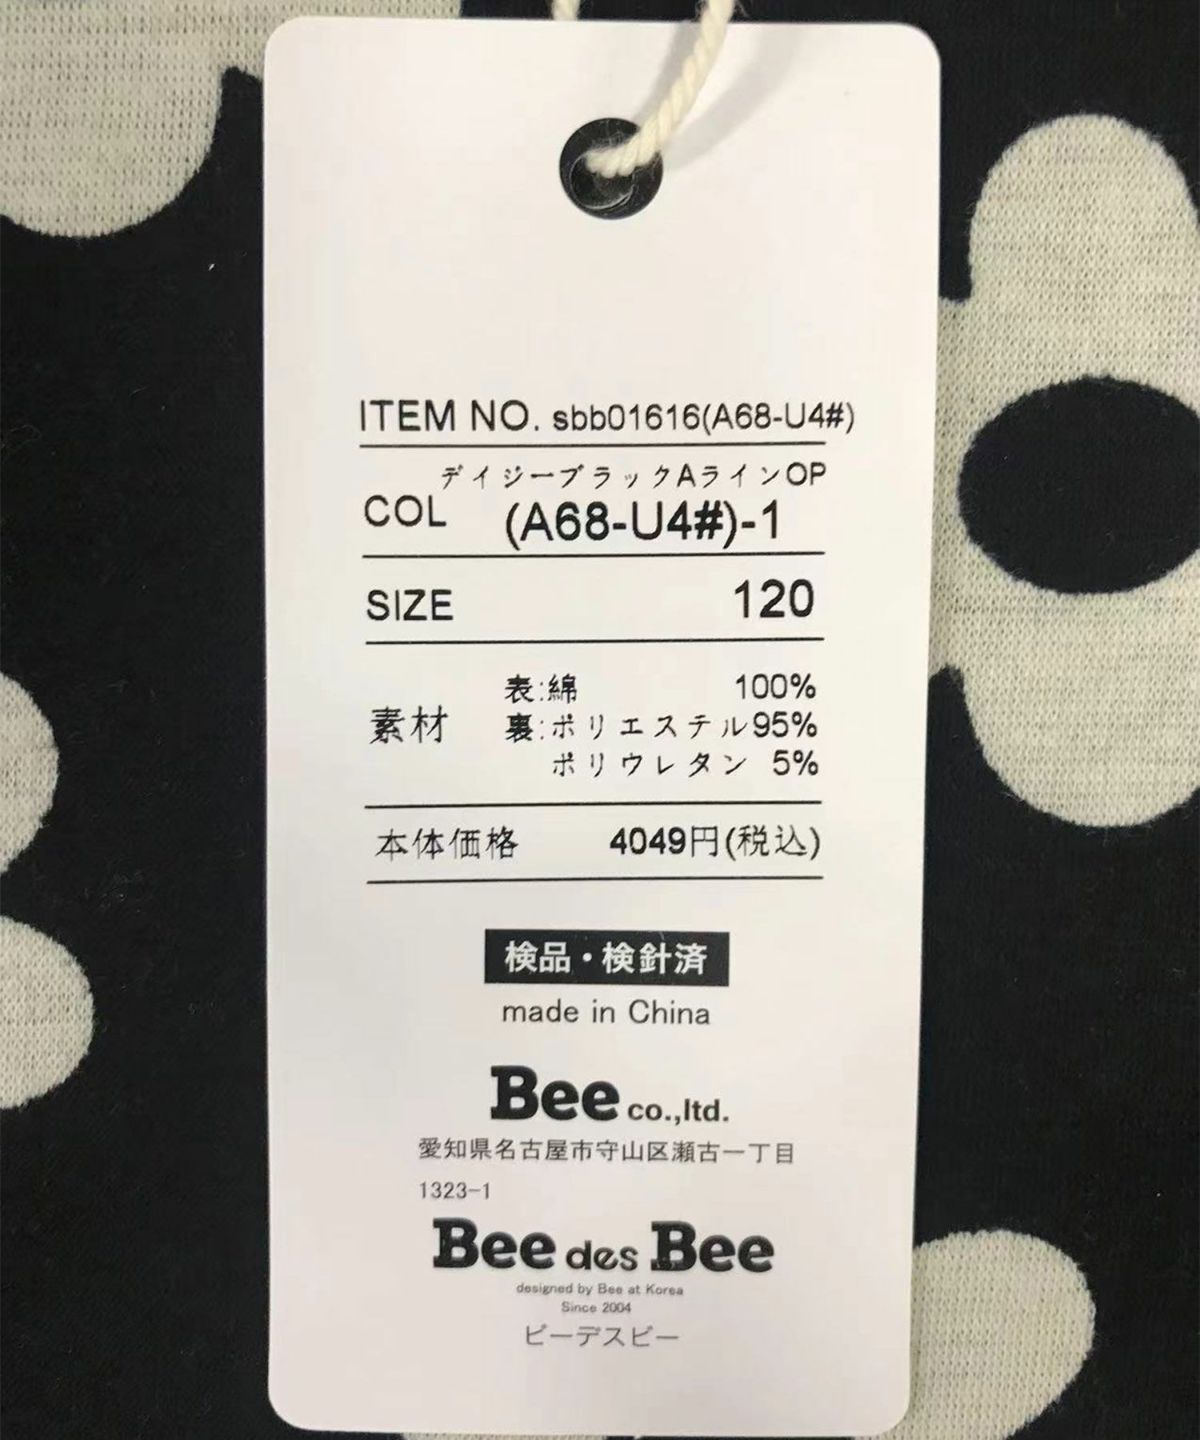 ITEM NO. sbb01616(A68-U4#)
デイジーブラックAラインOP
COL (A68-U4#)-1
SIZE 120
表:綿 100%
素材 裏:ポリエステル95%
ポリウレタン 5%
本体価格 4049円(税込)
検品・検針済
made in China
Bee co.,ltd.
愛知県名古屋市守山区瀬古一丁目
1323-1
Bee des Bee
designed by Bee at Korea
Since 2004
ビーデスビー